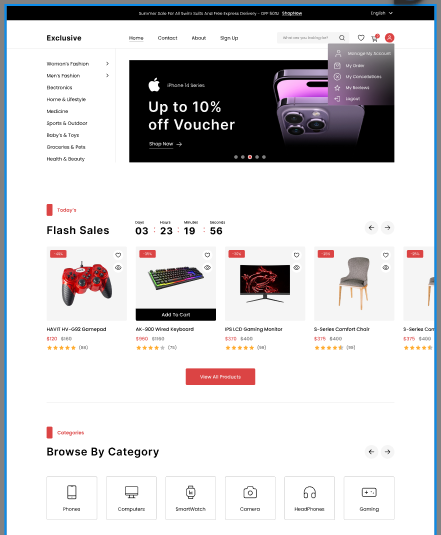 Summer Sale For All Swim Suits And Free Express Delivery - OFF 50%! ShopNow
English
Exclusive
Home
Contact
About
Sign Up
What are you looking for?
Manage My Account
My Order
My Cancellations
My Reviews
Logout
Woman's Fashion
Men's Fashion
Electronics
Home & Lifestyle
Medicine
Sports & Outdoor
Baby's & Toys
Groceries & Pets
Health & Beauty
iPhone 14 Series
Up to 10%
off Voucher
Shop Now
Today's
Flash Sales
Days Hours Minutes Seconds
03 : 23 : 19 : 56
-40% -35% -30%
Add To Cart
HAVIT HV-G92 Gamepad
$120 $160
(88)
AK-900 Wired Keyboard
$960 $1160
(75)
IPS LCD Gaming Monitor
$370 $400
(99)
S-Series Comfort Chair
$375 $400
(99)
S-Series Com
$375 $400
View All Products
Categories
Browse By Category
Phones
Computers
SmartWatch
Camera
HeadPhones
Gaming